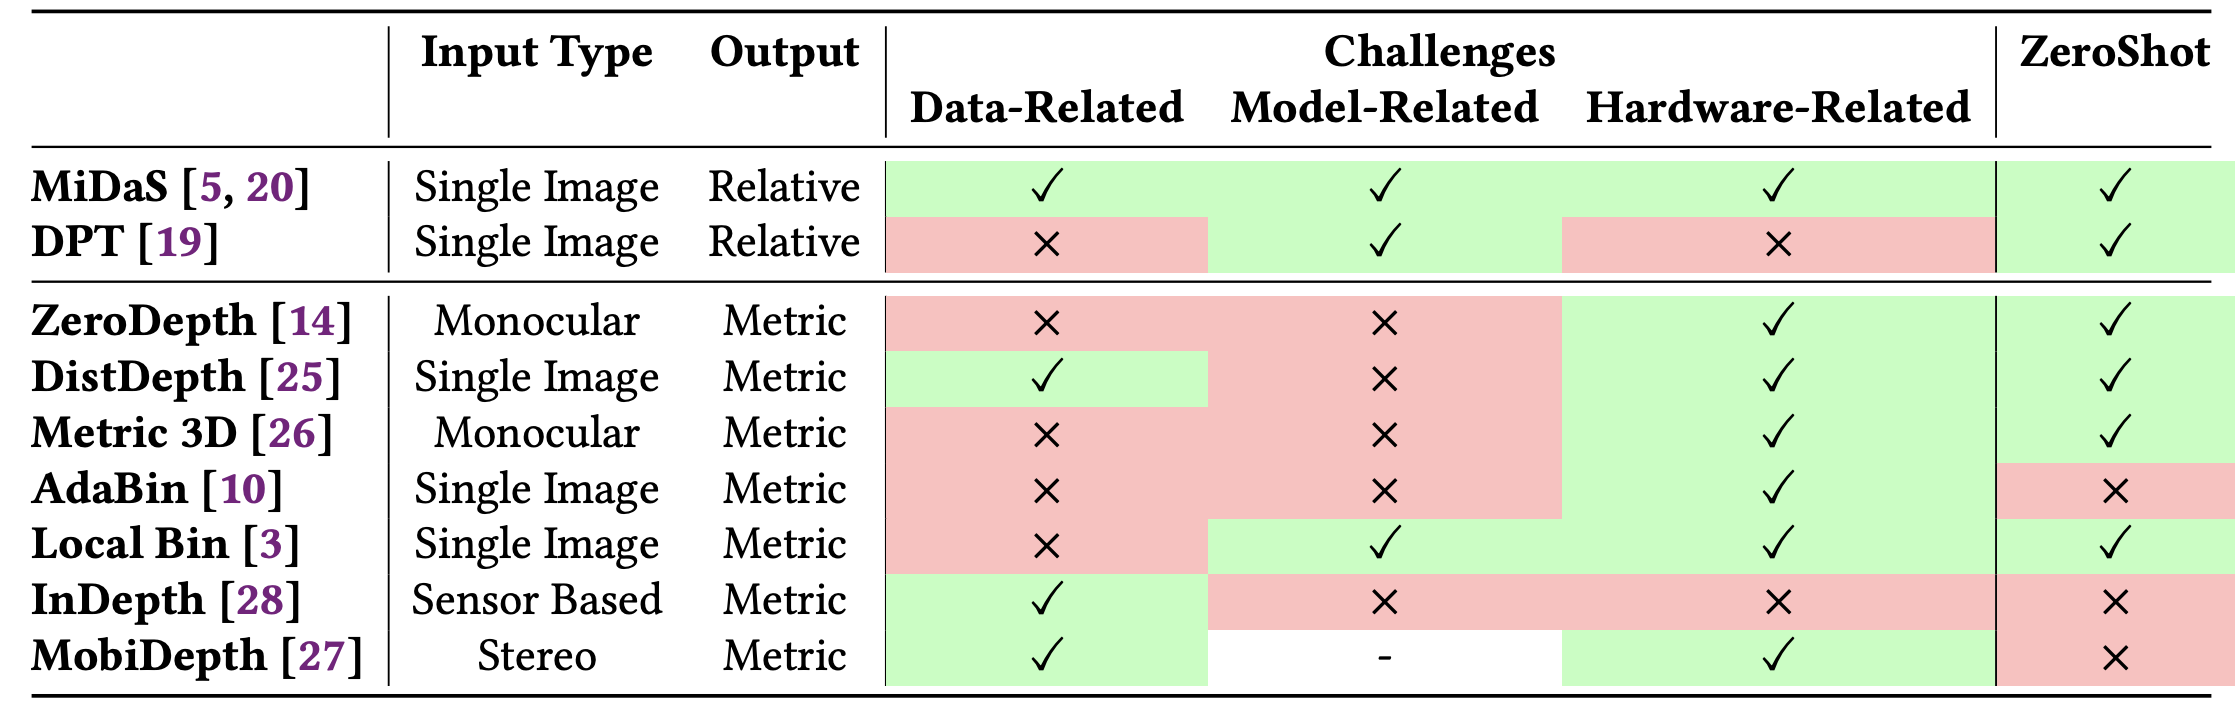 Input Type Output Challenges ZeroShot
Data-Related Model-Related Hardware-Related
MiDaS [5, 20] Single Image Relative ✓ ✓ ✓ ✓
DPT [19] Single Image Relative × ✓ × ✓
ZeroDepth [14] Monocular Metric × × ✓ ✓
DistDepth [25] Single Image Metric ✓ × ✓ ✓
Metric 3D [26] Monocular Metric × × ✓ ✓
AdaBin [10] Single Image Metric × × ✓ ×
Local Bin [3] Single Image Metric × ✓ ✓ ✓
InDepth [28] Sensor Based Metric ✓ × × ×
MobiDepth [27] Stereo Metric ✓ - ✓ ×